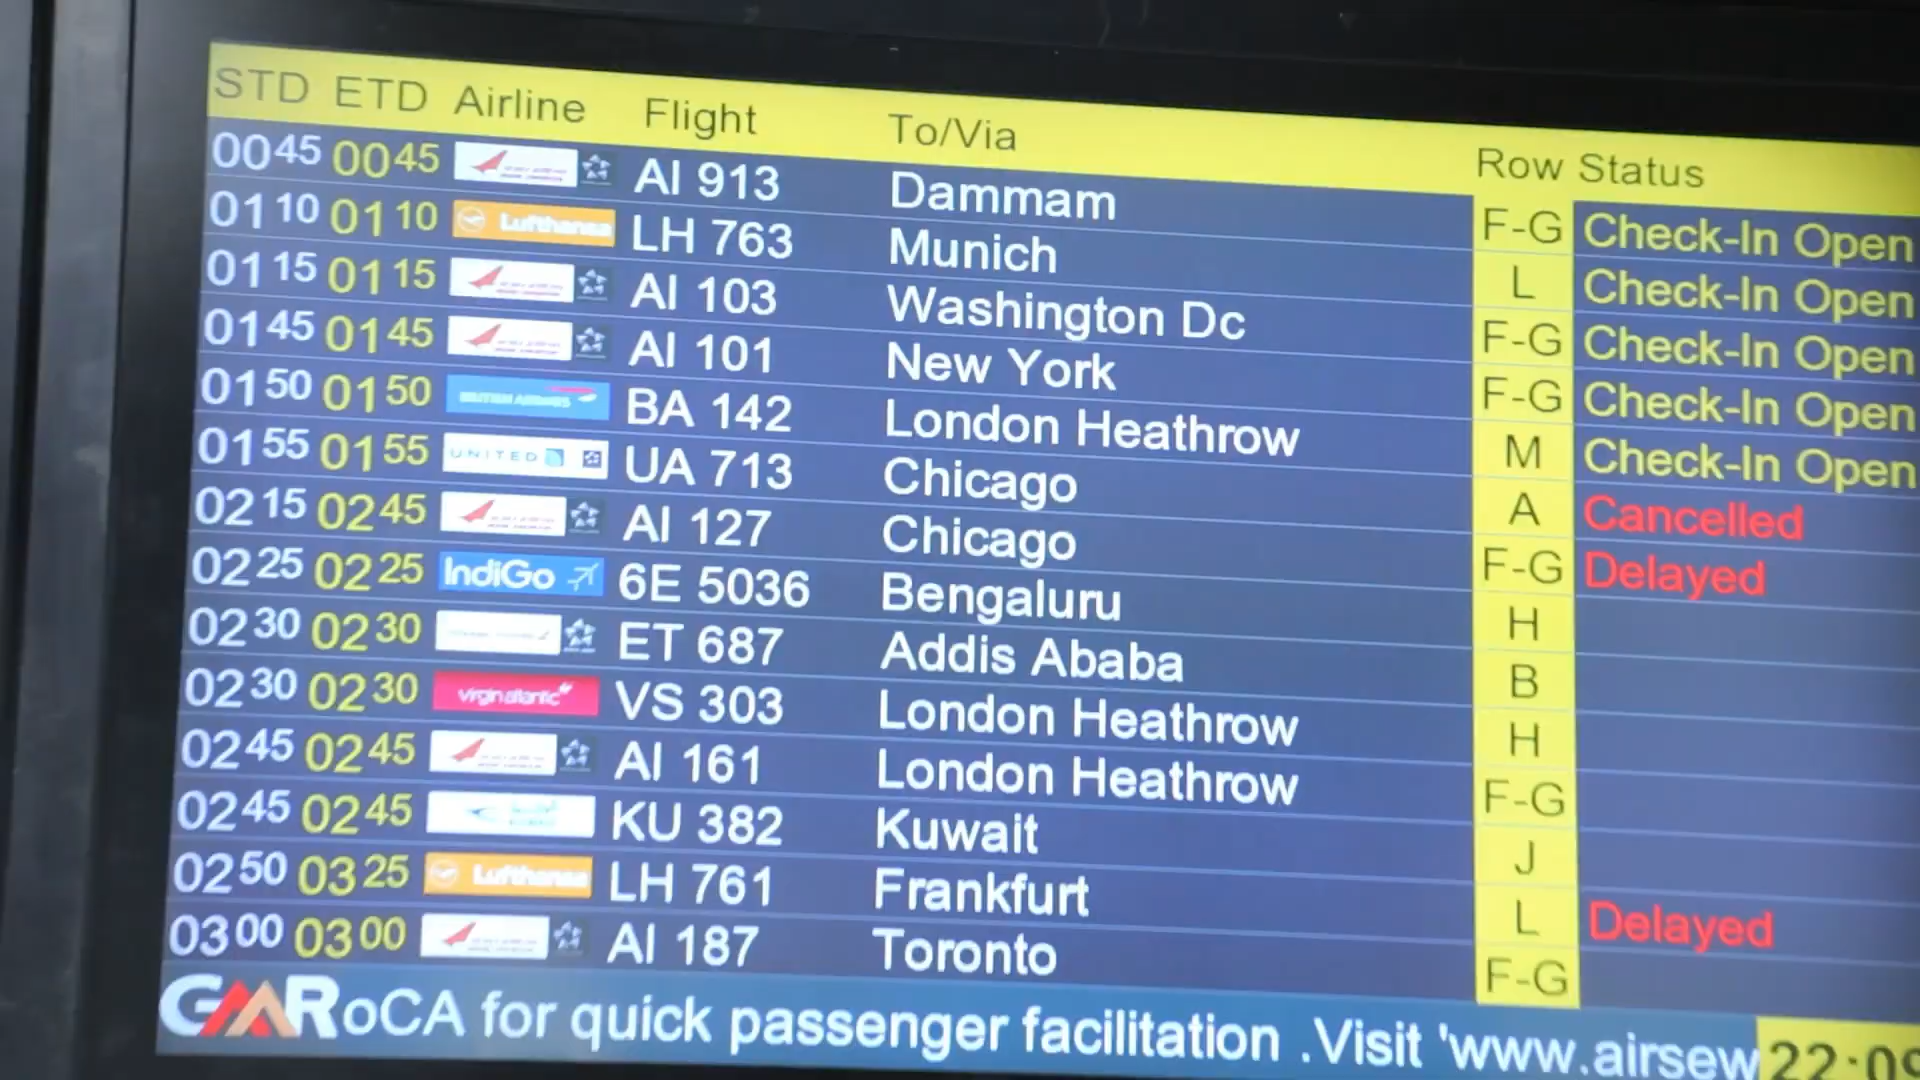 STD ETD Airline Flight To/Via Row Status
0045 0045 AI 913 Dammam F-G Check-In Open
0110 0110 Lufthansa LH 763 Munich L Check-In Open
0115 0115 AI 103 Washington Dc F-G Check-In Open
0145 0145 AI 101 New York F-G Check-In Open
0150 0150 BRITISH AIRWAYS BA 142 London Heathrow M Check-In Open
0155 0155 UNITED UA 713 Chicago A Cancelled
0215 0245 AI 127 Chicago F-G Delayed
0225 0225 IndiGo 6E 5036 Bengaluru H
0230 0230 ET 687 Addis Ababa B
0230 0230 virgin atlantic VS 303 London Heathrow H
0245 0245 AI 161 London Heathrow F-G
0245 0245 KU 382 Kuwait J
0250 0325 Lufthansa LH 761 Frankfurt L Delayed
0300 0300 AI 187 Toronto F-G
GMR oCA for quick passenger facilitation .Visit 'www.airsew 22:09